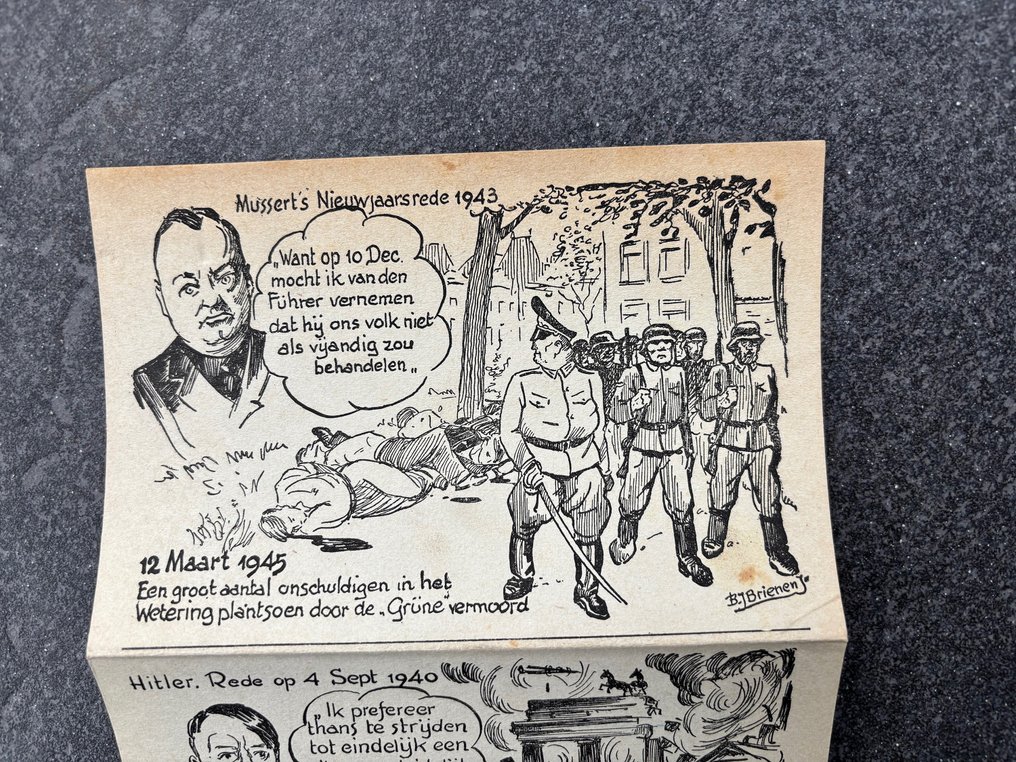 Mussert's Nieuwjaarsrede 1943
„Want op 10 Dec.
mocht ik van den
Führer vernemen
dat hij ons volk niet
als vijandig zou
behandelen„
12 Maart 1945
Een groot aantal onschuldigen in het
Wetering plantsoen door de „Grüne" vermoord
B.J Brienen
Hitler. Rede op 4 Sept 1940
„Ik prefereer
thans te strijden
tot eindelijk een